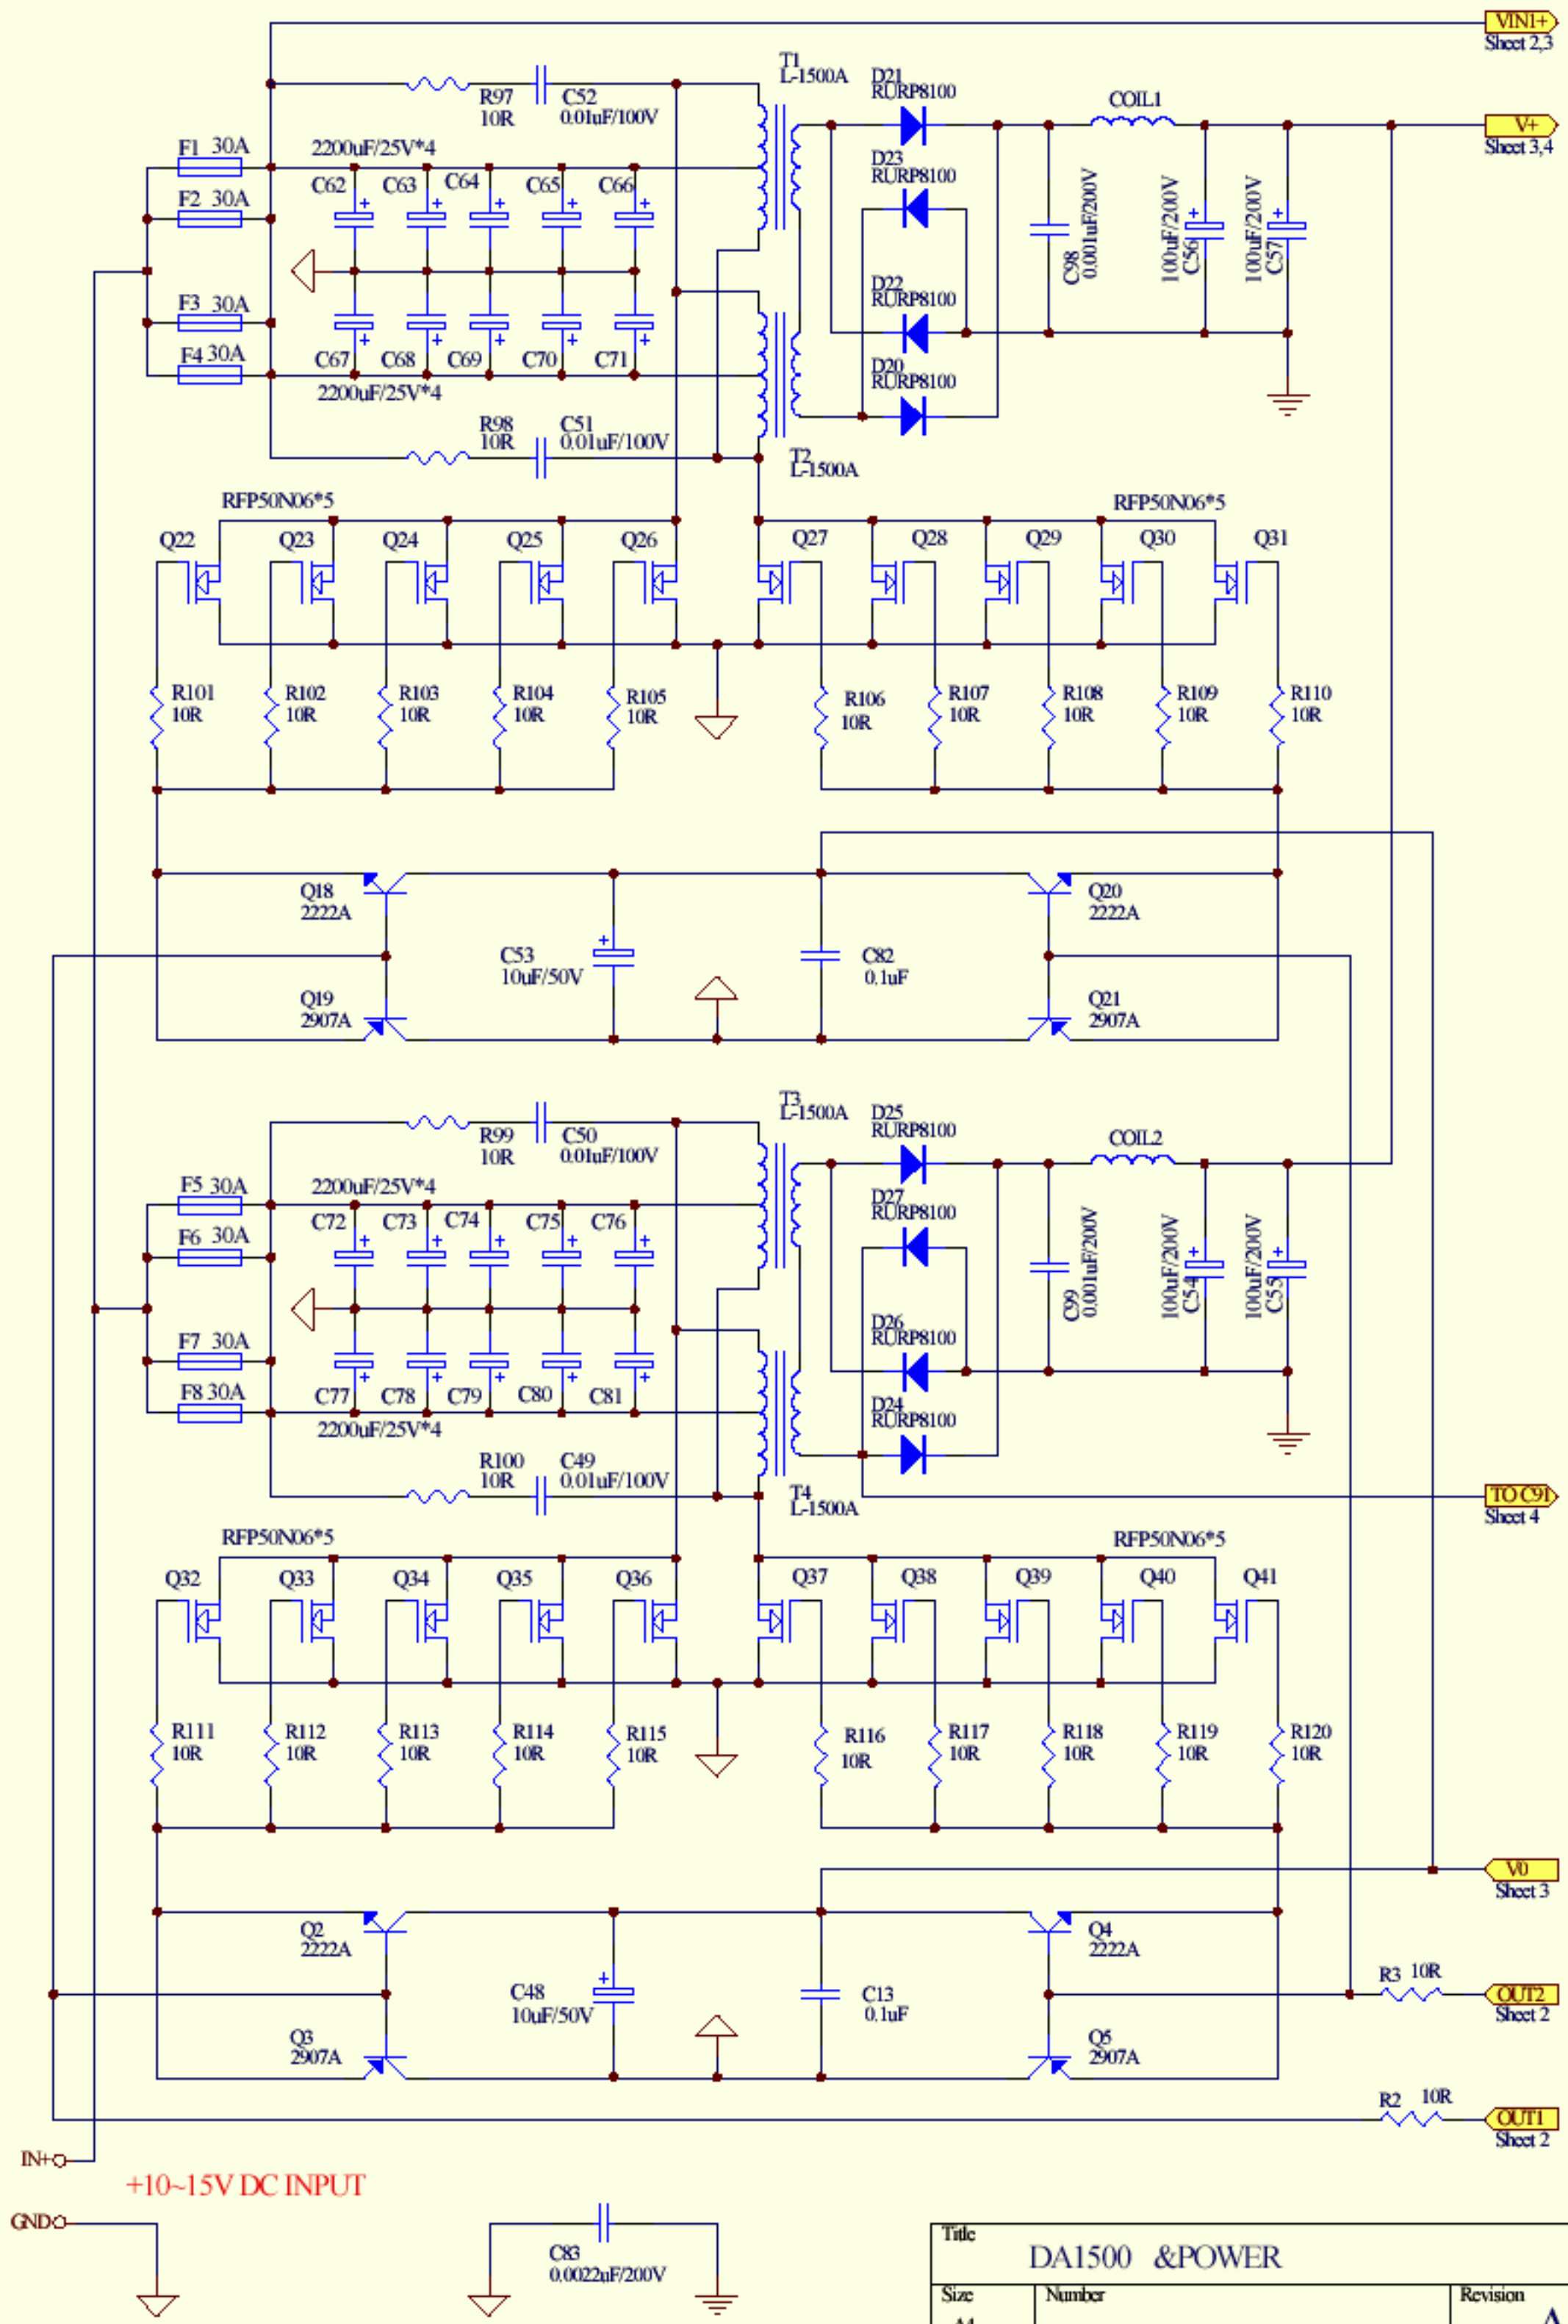 VIN1+
Sheet 2,3
T1
L-1500A
D21
RURP8100
COIL1
V+
Sheet 3,4
R97
10R
C52
0.01uF/100V
F1 30A
2200uF/25V*4
D23
RURP8100
C62 C63 C64 C65 C66
F2 30A
C98
0.001uF/200V
100uF/200V
C56
100uF/200V
C57
D22
RURP8100
F3 30A
F4 30A
C67 C68 C69 C70 C71
2200uF/25V*4
D20
RURP8100
R98
10R
C51
0.01uF/100V
T2
L-1500A
RFP50N06*5
RFP50N06*5
Q22 Q23 Q24 Q25 Q26 Q27 Q28 Q29 Q30 Q31
R101
10R
R102
10R
R103
10R
R104
10R
R105
10R
R106
10R
R107
10R
R108
10R
R109
10R
R110
10R
Q18
2222A
Q20
2222A
C53
10uF/50V
C82
0.1uF
Q19
2907A
Q21
2907A
T3
L-1500A
D25
RURP8100
COIL2
R99
10R
C50
0.01uF/100V
F5 30A
2200uF/25V*4
D27
RURP8100
C72 C73 C74 C75 C76
F6 30A
C99
0.001uF/200V
100uF/200V
C54
100uF/200V
C55
D26
RURP8100
F7 30A
F8 30A
C77 C78 C79 C80 C81
2200uF/25V*4
D24
RURP8100
R100
10R
C49
0.01uF/100V
T4
L-1500A
TO C91
Sheet 4
RFP50N06*5
RFP50N06*5
Q32 Q33 Q34 Q35 Q36 Q37 Q38 Q39 Q40 Q41
R111
10R
R112
10R
R113
10R
R114
10R
R115
10R
R116
10R
R117
10R
R118
10R
R119
10R
R120
10R
V0
Sheet 3
Q2
2222A
Q4
2222A
C48
10uF/50V
C13
0.1uF
R3 10R
OUT2
Sheet 2
Q3
2907A
Q5
2907A
R2 10R
OUT1
Sheet 2
IN+
+10~15V DC INPUT
GND
C83
0.0022uF/200V
Title
DA1500 &POWER
Size
Number
Revision